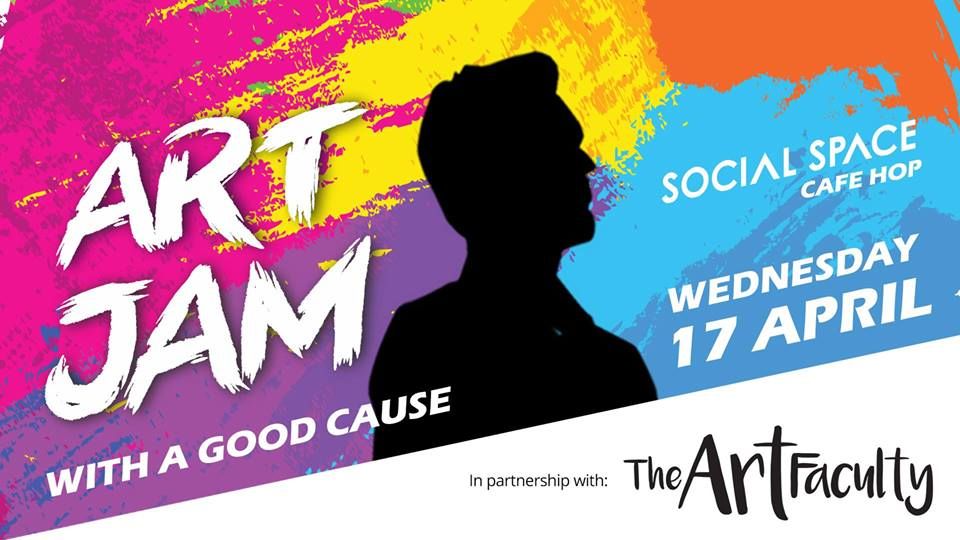 ART
JAM
WITH A GOOD CAUSE
SOCIAL SPACE
CAFE HOP
WEDNESDAY
17 APRIL
In partnership with:
The Art Faculty